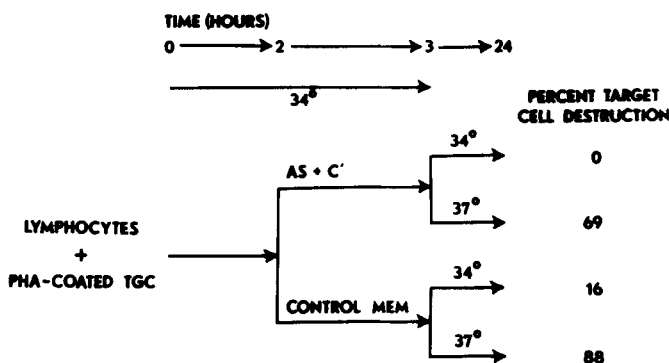 TIME (HOURS)
0 2 3 24
34°
PERCENT TARGET
CELL DESTRUCTION
34° 0
AS + C'
37° 69
LYMPHOCYTES
+
PHA-COATED TGC
34° 16
CONTROL MEM
37° 88